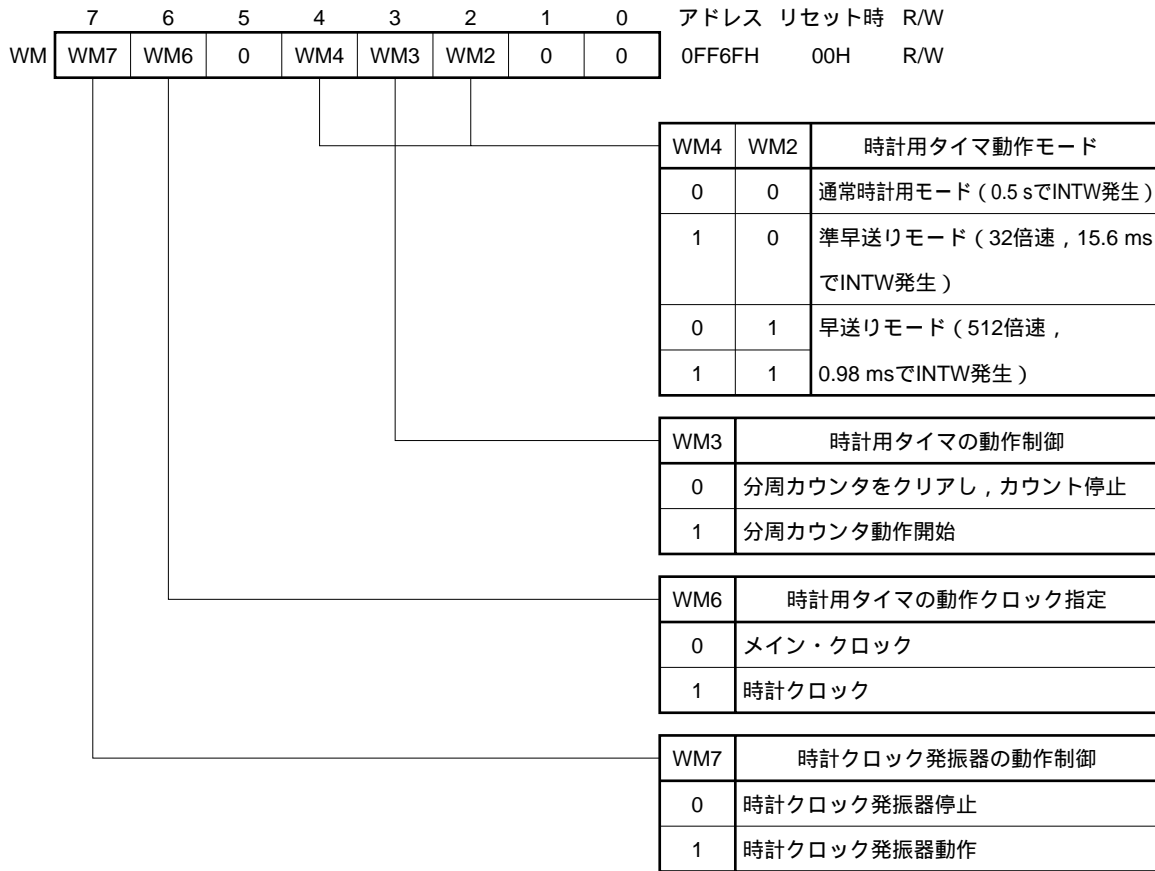 7 6 5 4 3 2 1 0 アドレス リセット時 R/W
WM WM7 WM6 0 WM4 WM3 WM2 0 0 0FF6FH 00H R/W
WM4 WM2 時計用タイマ動作モード
0 0 通常時計用モード(0.5 sでINTW発生)
1 0 準早送りモード(32倍速,15.6 ms
でINTW発生)
0 1 早送りモード(512倍速,
1 1 0.98 msでINTW発生)
WM3 時計用タイマの動作制御
0 分周カウンタをクリアし,カウント停止
1 分周カウンタ動作開始
WM6 時計用タイマの動作クロック指定
0 メイン・クロック
1 時計クロック
WM7 時計クロック発振器の動作制御
0 時計クロック発振器停止
1 時計クロック発振器動作